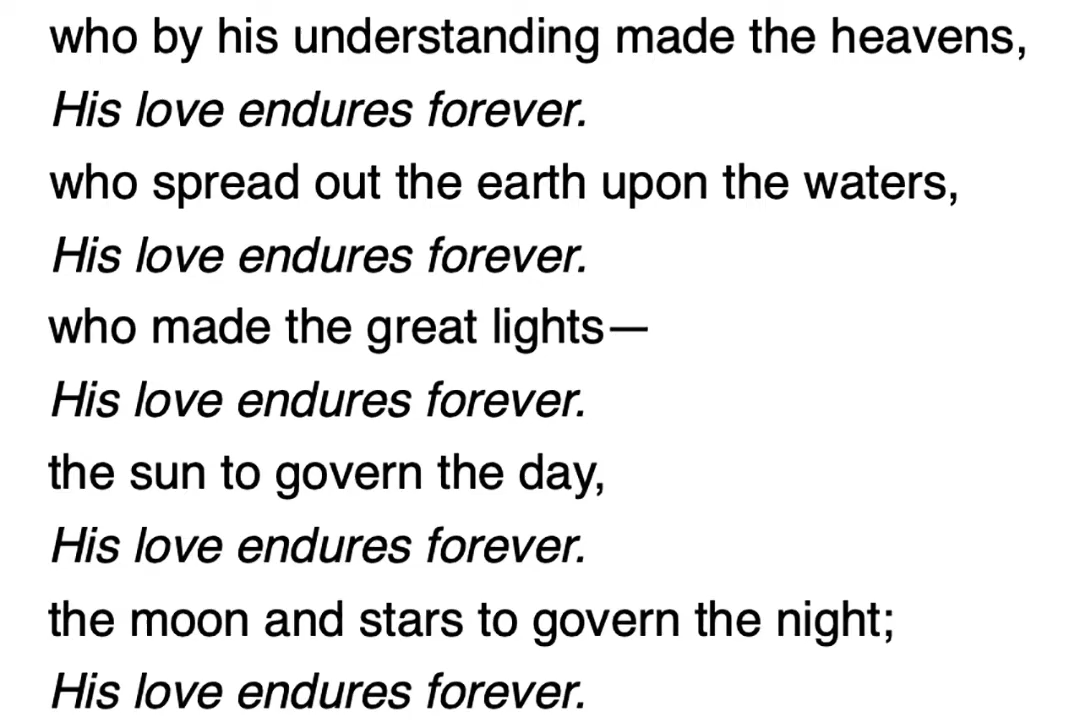 who by his understanding made the heavens,
His love endures forever.
who spread out the earth upon the waters,
His love endures forever.
who made the great lights—
His love endures forever.
the sun to govern the day,
His love endures forever.
the moon and stars to govern the night;
His love endures forever.